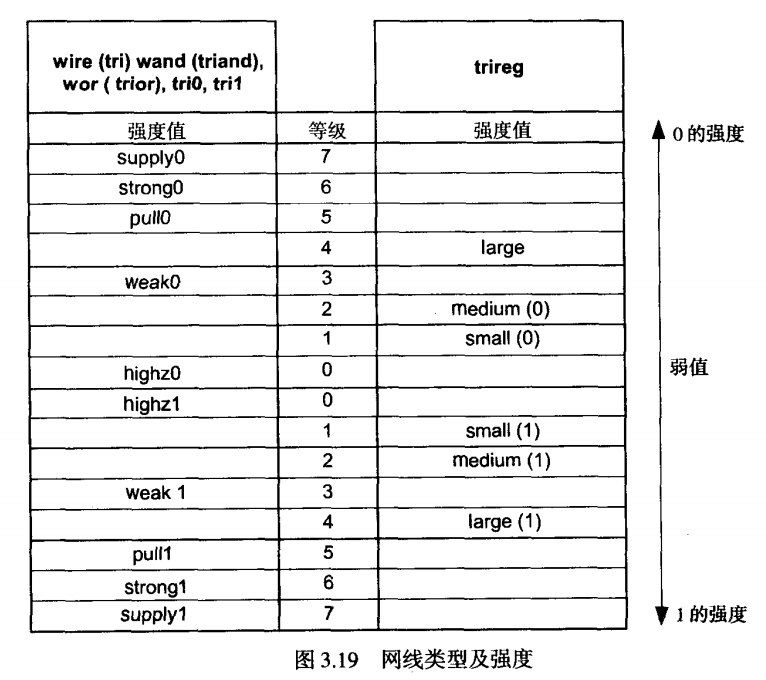 wire (tri) wand (triand),
wor ( trior), tri0, tri1
trireg
强度值 等级 强度值
0 的强度
supply0 7
strong0 6
pull0 5
4 large
weak0 3
2 medium (0)
1 small (0)
highz0 0
弱值
highz1 0
1 small (1)
2 medium (1)
weak 1 3
4 large (1)
pull1 5
strong1 6
supply1 7
1 的强度
图 3.19 网线类型及强度